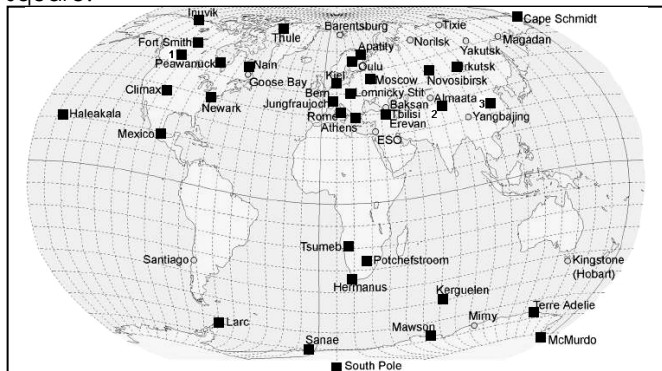 square.
Inuvik
Cape Schmidt
Thule
Barentsburg
Tixie
Fort Smith
Apatity
Norilsk
Yakutsk
Magadan
1
Peawanuck
Nain
Oulu
Goose Bay
Kiel
Moscow
Novosibirsk
Irkutsk
Climax
Bern
Lomnicky Stit
Newark
Jungfraujoch
Baksan
Almaata
Haleakala
Rome
Tbilisi
2
3
Athens
Erevan
Yangbajing
Mexico
ESO
Tsumeb
Santiago
Potchefstroom
Kingstone
(Hobart)
Hermanus
Kerguelen
Terre Adelie
Larc
Mawson
Mirny
McMurdo
Sanae
South Pole